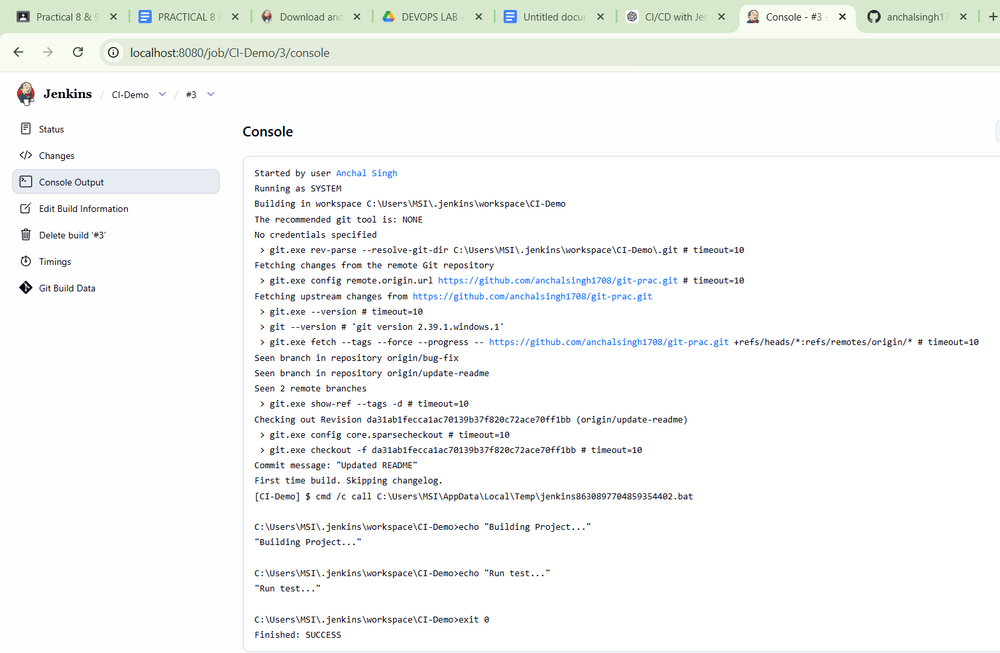 Practical 8 & 9
PRACTICAL 8 &
Download and
DEVOPS LAB -
Untitled docu
CI/CD with Jen
Console - #3 -
anchalsingh17
localhost:8080/job/CI-Demo/3/console
Jenkins / CI-Demo / #3
Status
Changes
Console Output
Edit Build Information
Delete build ‘#3’
Timings
Git Build Data
Console
Started by user Anchal Singh
Running as SYSTEM
Building in workspace C:\Users\MSI\.jenkins\workspace\CI-Demo
The recommended git tool is: NONE
No credentials specified
> git.exe rev-parse --resolve-git-dir C:\Users\MSI\.jenkins\workspace\CI-Demo\.git # timeout=10
Fetching changes from the remote Git repository
> git.exe config remote.origin.url https://github.com/anchalsingh1708/git-prac.git # timeout=10
Fetching upstream changes from https://github.com/anchalsingh1708/git-prac.git
> git.exe --version # timeout=10
> git --version # 'git version 2.39.1.windows.1'
> git.exe fetch --tags --force --progress -- https://github.com/anchalsingh1708/git-prac.git +refs/heads/*:refs/remotes/origin/* # timeout=10
Seen branch in repository origin/bug-fix
Seen branch in repository origin/update-readme
Seen 2 remote branches
> git.exe show-ref --tags -d # timeout=10
Checking out Revision da31ab1fecca1ac70139b37f820c72ace70ff1bb (origin/update-readme)
> git.exe config core.sparsecheckout # timeout=10
> git.exe checkout -f da31ab1fecca1ac70139b37f820c72ace70ff1bb # timeout=10
Commit message: "Updated README"
First time build. Skipping changelog.
[CI-Demo] $ cmd /c call C:\Users\MSI\AppData\Local\Temp\jenkins8630897704859354402.bat
C:\Users\MSI\.jenkins\workspace\CI-Demo>echo "Building Project..."
"Building Project..."
C:\Users\MSI\.jenkins\workspace\CI-Demo>echo "Run test..."
"Run test..."
C:\Users\MSI\.jenkins\workspace\CI-Demo>exit 0
Finished: SUCCESS